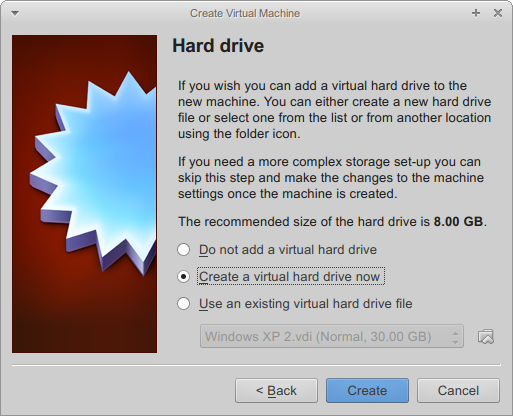 Create Virtual Machine
Hard drive
If you wish you can add a virtual hard drive to the
new machine. You can either create a new hard drive
file or select one from the list or from another location
using the folder icon.
If you need a more complex storage set-up you can
skip this step and make the changes to the machine
settings once the machine is created.
The recommended size of the hard drive is 8.00 GB.
Do not add a virtual hard drive
Create a virtual hard drive now
Use an existing virtual hard drive file
Windows XP 2.vdi (Normal, 30.00 GB)
< Back
Create
Cancel